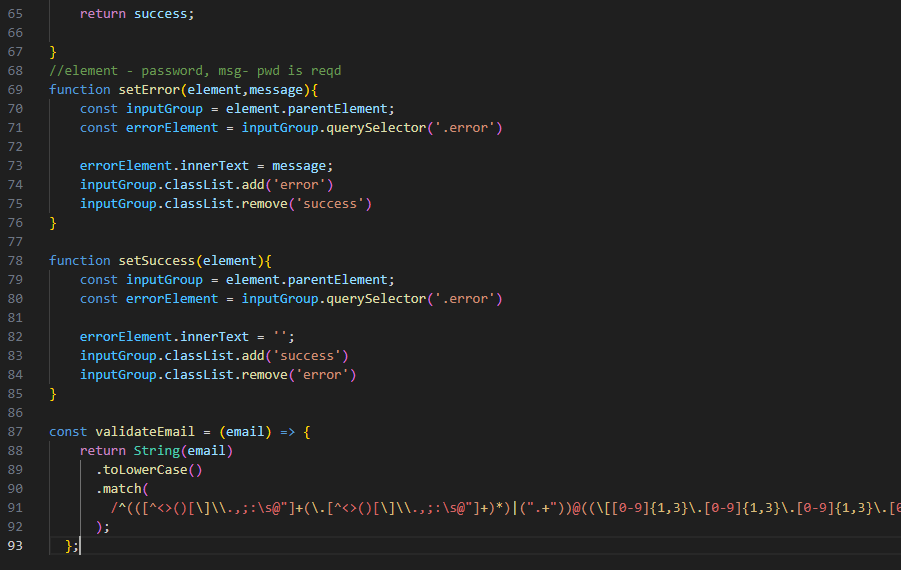 65 return success;
66
67 }
68 //element - password, msg- pwd is reqd
69 function setError(element,message){
70 const inputGroup = element.parentElement;
71 const errorElement = inputGroup.querySelector('.error')
72
73 errorElement.innerText = message;
74 inputGroup.classList.add('error')
75 inputGroup.classList.remove('success')
76 }
77
78 function setSuccess(element){
79 const inputGroup = element.parentElement;
80 const errorElement = inputGroup.querySelector('.error')
81
82 errorElement.innerText = '';
83 inputGroup.classList.add('success')
84 inputGroup.classList.remove('error')
85 }
86
87 const validateEmail = (email) => {
88 return String(email)
89 .toLowerCase()
90 .match(
91 /^(([^<>()[\]\\.,;:\s@"]+(\.[^<>()[\]\\.,;:\s@"]+)*)|(".+"))@((\[[0-9]{1,3}\.[0-9]{1,3}\.[0-9]{1,3}\.[0
92 );
93 };